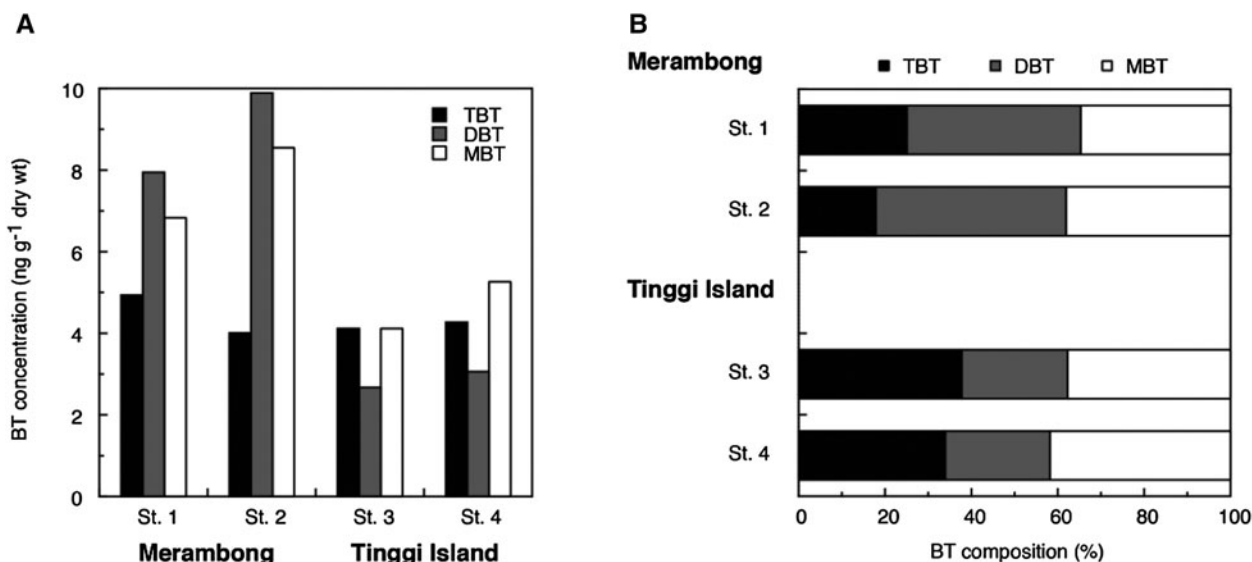 A
BT concentration (ng g⁻¹ dry wt)
10
8
6
4
2
0
TBT
DBT
MBT
St. 1 St. 2 St. 3 St. 4
Merambong Tinggi Island
B
Merambong
TBT DBT MBT
St. 1
St. 2
Tinggi Island
St. 3
St. 4
0 20 40 60 80 100
BT composition (%)